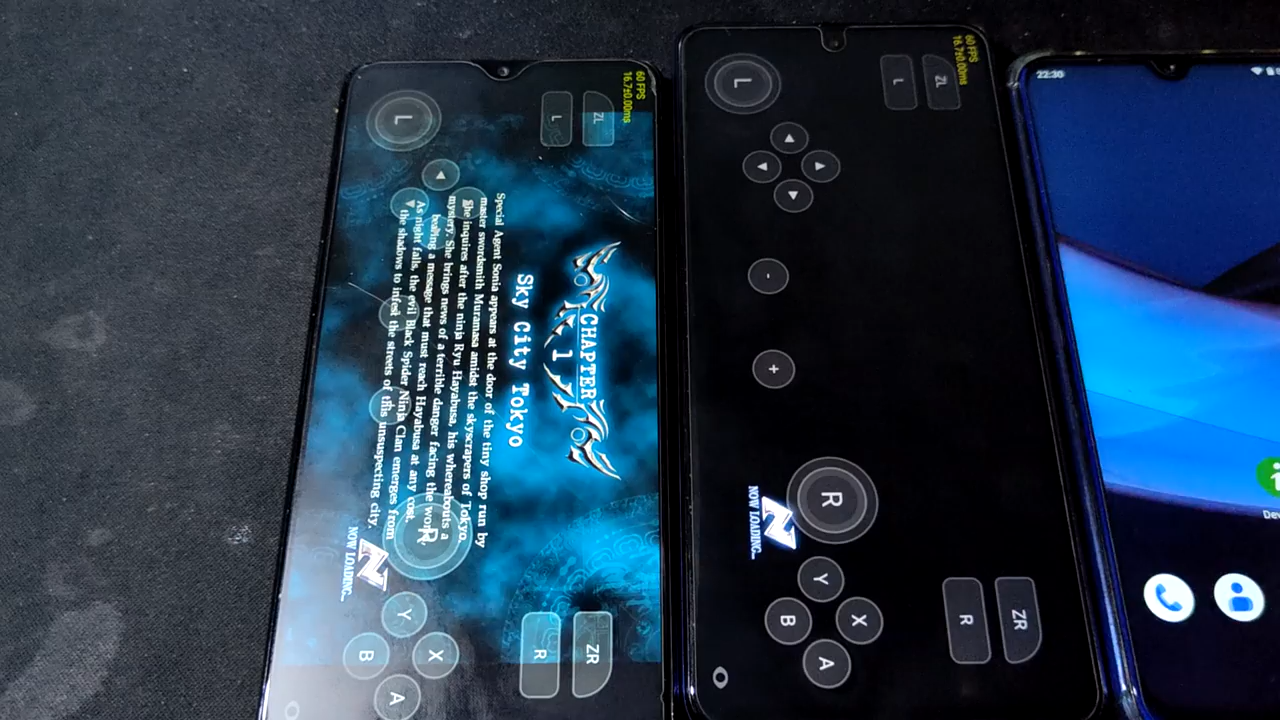 60 FPS
16.7±0.00ms
L
L
ZL
CHAPTER
1
Sky City Tokyo
Special Agent Sonia appears at the door of the tiny shop run by
master swordsmith Muramasa amidst the skyscrapers of Tokyo.
She inquires after the ninja Ryu Hayabusa, his whereabouts a
mystery. She brings news of a terrible danger facing the world,
bearing a message that must reach Hayabusa at any cost.
As night falls, the evil Black Spider Ninja Clan emerges from
the shadows to infest the streets of this unsuspecting city.
NOW LOADING...
R
Y
B
X
A
R
ZR
60 FPS
16.7±0.00ms
L
L
ZL
-
+
R
NOW LOADING...
Y
B
X
A
R
ZR
22:30